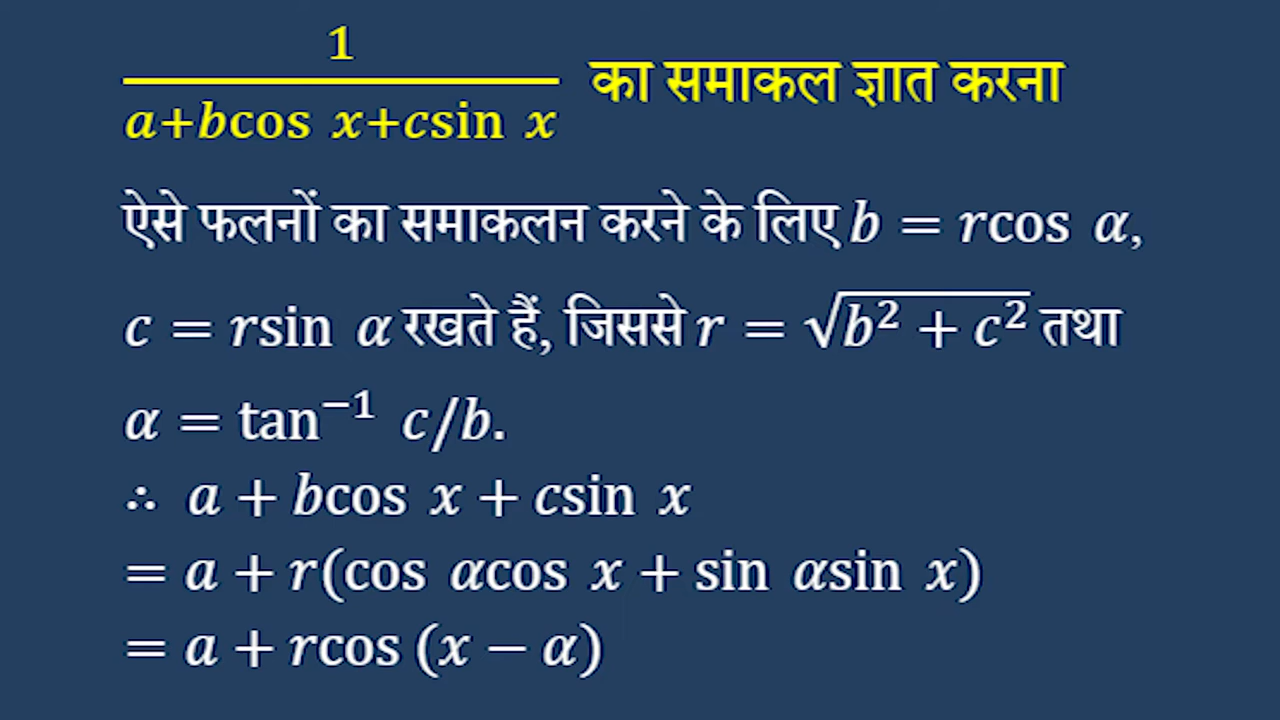 1
a+bcos x+csin x का समाकल ज्ञात करना
ऐसे फलनों का समाकलन करने के लिए b = rcos α,
c = rsin α रखते हैं, जिससे r = √b² + c² तथा
α = tan⁻¹ c/b.
∴ a + bcos x + csin x
= a + r(cos αcos x + sin αsin x)
= a + rcos (x − α)